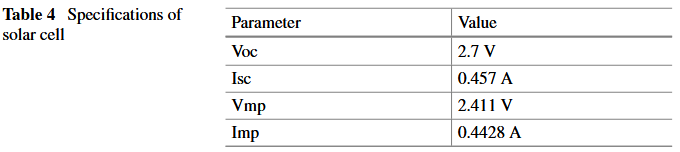 Table 4 Specifications of
solar cell
Parameter Value
Voc 2.7 V
Isc 0.457 A
Vmp 2.411 V
Imp 0.4428 A